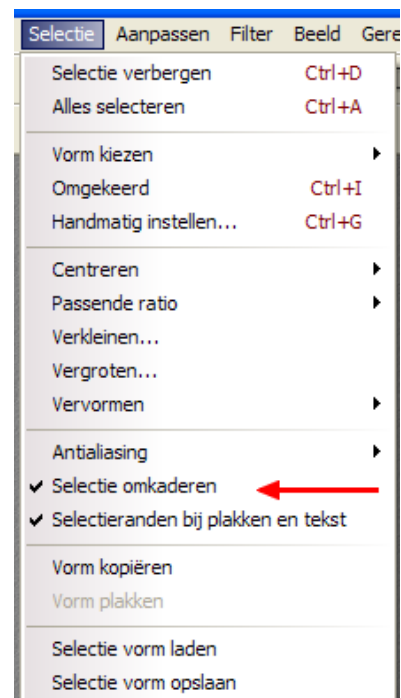 Selectie Aanpassen Filter Beeld Gere
Selectie verbergen Ctrl+D
Alles selecteren Ctrl+A
Vorm kiezen
Omgekeerd Ctrl+I
Handmatig instellen... Ctrl+G
Centreren
Passende ratio
Verkleinen...
Vergroten...
Vervormen
Antialiasing
Selectie omkaderen
Selectieranden bij plakken en tekst
Vorm kopiëren
Vorm plakken
Selectie vorm laden
Selectie vorm opslaan